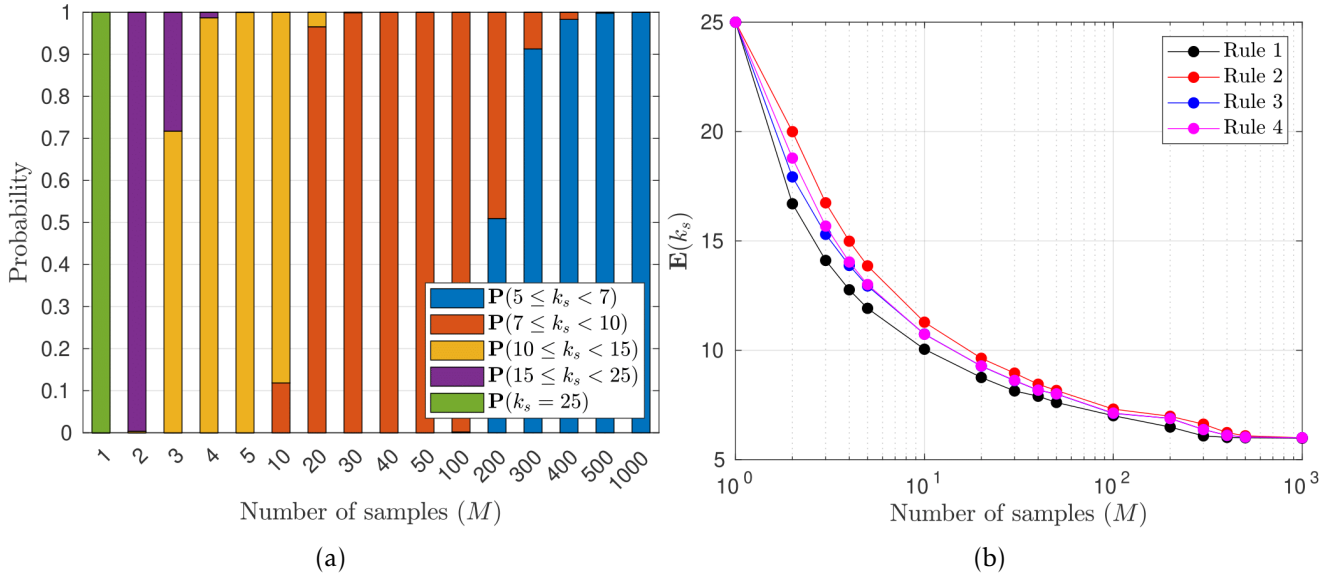 1
0.9
0.8
0.7
0.6
0.5
0.4
0.3
0.2
0.1
0
Probability
P(5 ≤ k_s < 7)
P(7 ≤ k_s < 10)
P(10 ≤ k_s < 15)
P(15 ≤ k_s < 25)
P(k_s = 25)
1 2 3 4 5 10 20 30 40 50 100 200 300 400 500 1000
Number of samples (M)
(a)
25
20
15
10
5
E(k_s)
Rule 1
Rule 2
Rule 3
Rule 4
10^0 10^1 10^2 10^3
Number of samples (M)
(b)